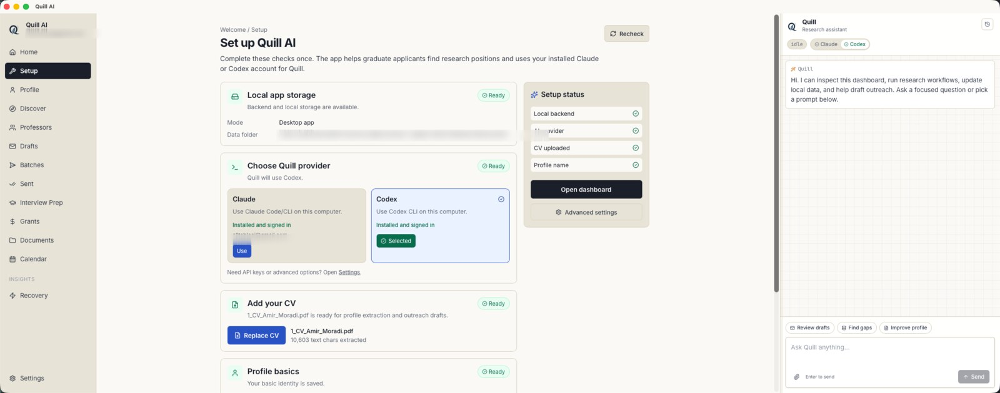 Quill AI
Quill AI
Home
Setup
Profile
Discover
Professors
Drafts
Batches
Sent
Interview Prep
Grants
Documents
Calendar
INSIGHTS
Recovery
Settings
Welcome / Setup
Set up Quill AI
Recheck
Complete these checks once. The app helps graduate applicants find research positions and uses your installed Claude
or Codex account for Quill.
Local app storage
Ready
Backend and local storage are available.
Mode Desktop app
Data folder
Choose Quill provider
Ready
Quill will use Codex.
Claude
Use Claude Code/CLI on this computer.
Installed and signed in
Use
Codex
Use Codex CLI on this computer.
Installed and signed in
Selected
Need API keys or advanced options? Open Settings.
Add your CV
Ready
1_CV_Amir_Moradi.pdf is ready for profile extraction and outreach drafts.
Replace CV
1_CV_Amir_Moradi.pdf
10,603 text chars extracted
Profile basics
Ready
Your basic identity is saved.
Setup status
Local backend
CV uploaded
Profile name
Open dashboard
Advanced settings
Quill
Research assistant
idle
Claude
Codex
Quill
Hi. I can inspect this dashboard, run research workflows, update
local data, and help draft outreach. Ask a focused question or pick
a prompt below.
Review drafts
Find gaps
Improve profile
Ask Quill anything...
Enter to send
Send